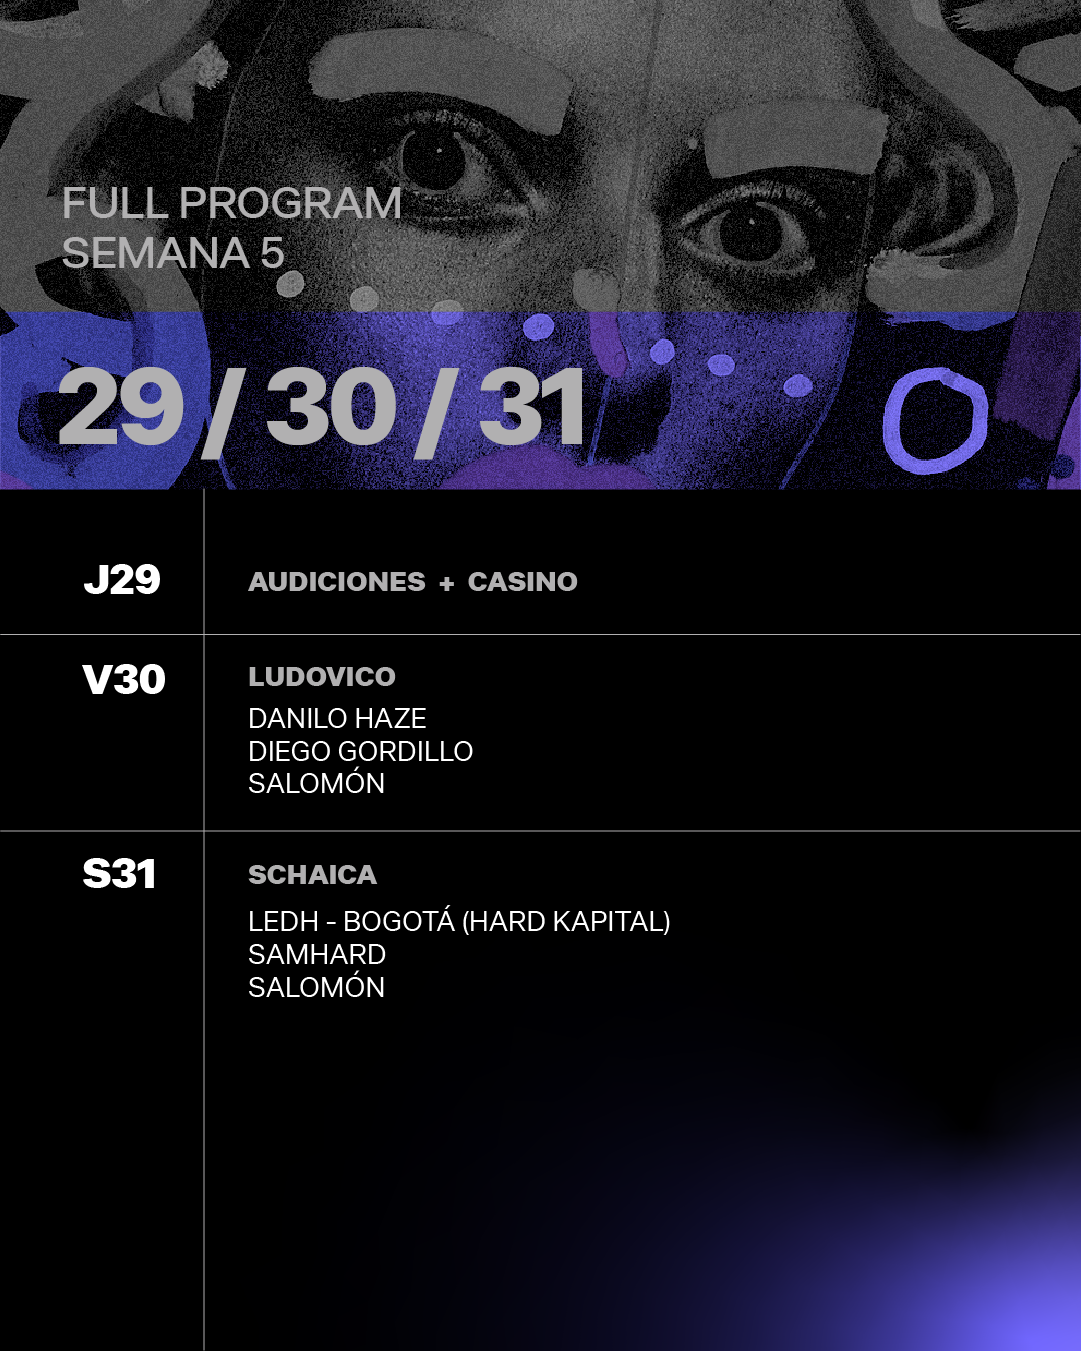 FULL PROGRAM
SEMANA 5
29 / 30 / 31
J29
AUDICIONES + CASINO
V30
LUDOVICO
DANILO HAZE
DIEGO GORDILLO
SALOMÓN
S31
SCHAICA
LEDH - BOGOTÁ (HARD KAPITAL)
SAMHARD
SALOMÓN